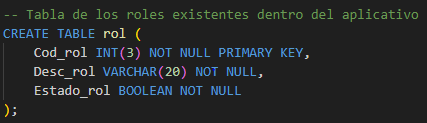 -- Tabla de los roles existentes dentro del aplicativo
CREATE TABLE rol (
    Cod_rol INT(3) NOT NULL PRIMARY KEY,
    Desc_rol VARCHAR(20) NOT NULL,
    Estado_rol BOOLEAN NOT NULL
);